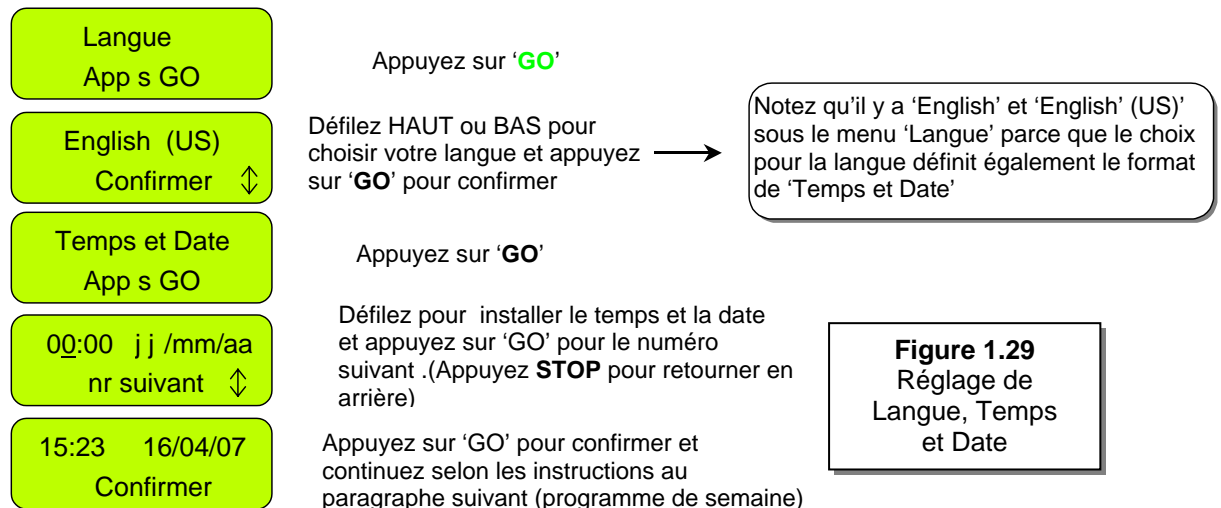 Langue
App s GO
Appuyez sur ‘GO’
English (US)
Confirmer ↕
Défilez HAUT ou BAS pour
choisir votre langue et appuyez
sur ‘GO’ pour confirmer
Notez qu'il y a ‘English’ et ‘English’ (US)’
sous le menu ‘Langue’ parce que le choix
pour la langue définit également le format
de ‘Temps et Date’
Temps et Date
App s GO
Appuyez sur ‘GO’
00:00 j j /mm/aa
nr suivant ↕
Défilez pour installer le temps et la date
et appuyez sur ‘GO’ pour le numéro
suivant .(Appuyez STOP pour retourner en
arrière)
Figure 1.29
Réglage de
Langue, Temps
et Date
15:23 16/04/07
Confirmer
Appuyez sur ‘GO’ pour confirmer et
continuez selon les instructions au
paragraphe suivant (programme de semaine)